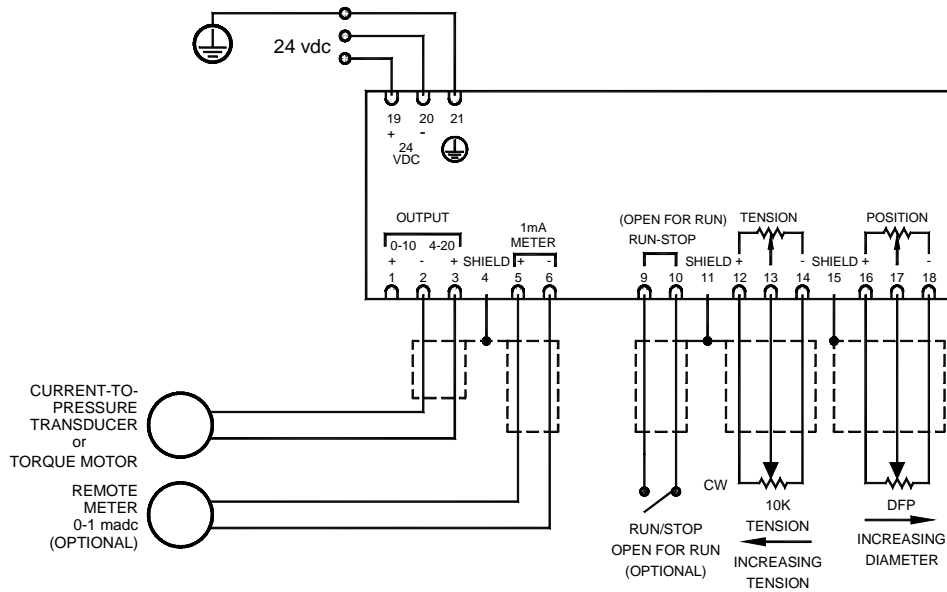 24 vdc
19 20 21
+ -
24
VDC
OUTPUT
0-10 4-20
+ - +
1 2 3
SHIELD
4
1mA
METER
+ -
5 6
(OPEN FOR RUN)
RUN-STOP
9 10
SHIELD
11
TENSION
+ -
12 13 14
SHIELD
15
POSITION
+ -
16 17 18
CURRENT-TO-
PRESSURE
TRANSDUCER
or
TORQUE MOTOR
REMOTE
METER
0-1 madc
(OPTIONAL)
RUN/STOP
OPEN FOR RUN
(OPTIONAL)
CW
10K
TENSION
INCREASING
TENSION
DFP
INCREASING
DIAMETER